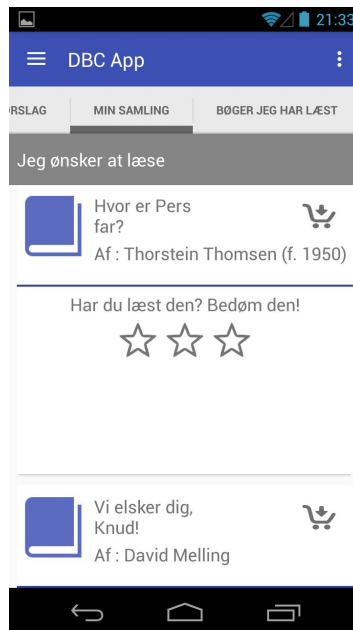 21:33
DBC App
RSLAG MIN SAMLING BØGER JEG HAR LÆST
Jeg ønsker at læse
Hvor er Pers
far?
Af : Thorstein Thomsen (f. 1950)
Har du læst den? Bedøm den!
Vi elsker dig,
Knud!
Af : David Melling